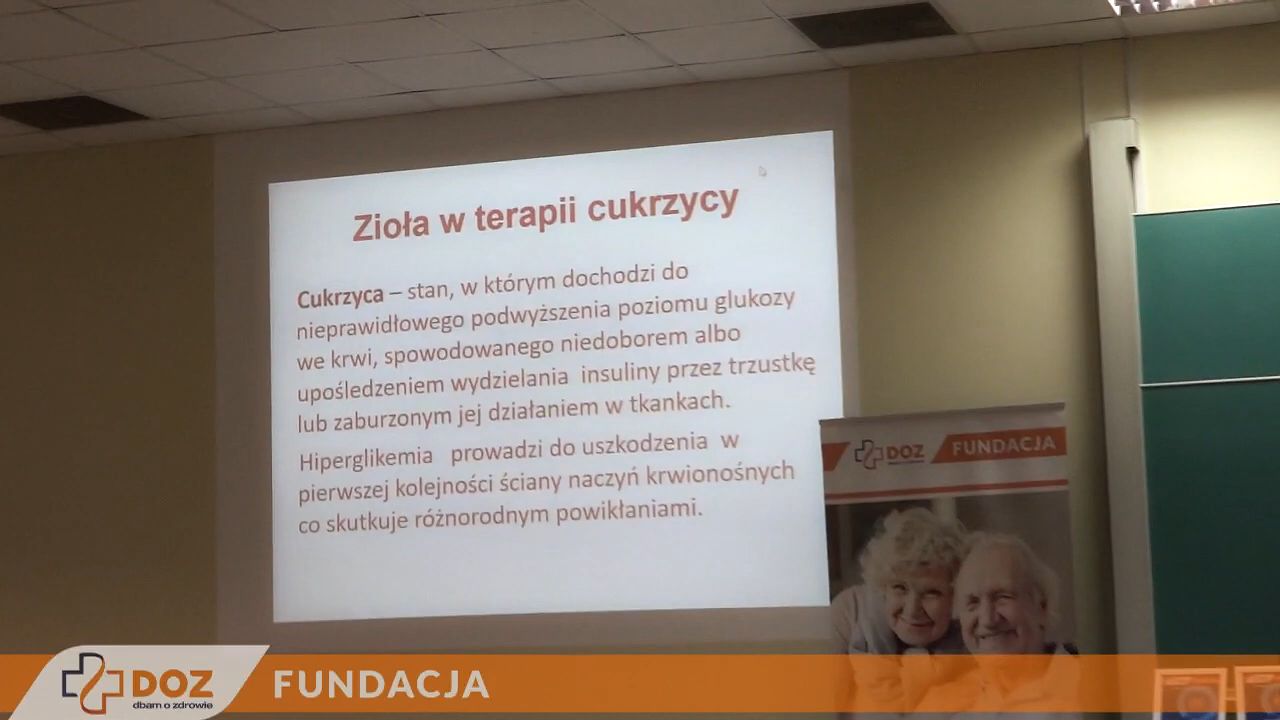 Zioła w terapii cukrzycy
Cukrzyca – stan, w którym dochodzi do
nieprawidłowego podwyższenia poziomu glukozy
we krwi, spowodowanego niedoborem albo
upośledzeniem wydzielania insuliny przez trzustkę
lub zaburzonym jej działaniem w tkankach.
Hiperglikemia prowadzi do uszkodzenia w
pierwszej kolejności ściany naczyń krwionośnych
co skutkuje różnorodnym powikłaniami.
DOZ FUNDACJA
DOZ FUNDACJA
dbam o zdrowie